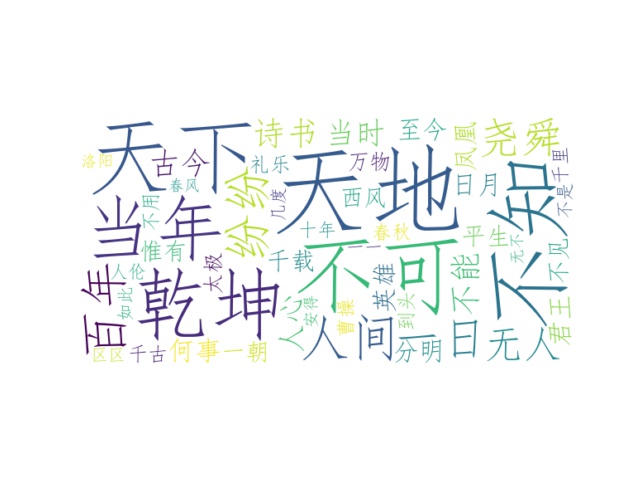 天下
天地
不知
当年
乾坤
不可
百年
纷纷
人间
一日
无人
诗书
当时
至今
尧舜
凤凰
不是
千里
洛阳
古今
礼乐
万物
春风
几度
西风
日月
不用
惟有
十年
春秋
平生
无不
不见
人伦
太极
千载
英雄
不能
如此
人心
安得
曹操
到头
君王
区区
千古
何事
一朝
分明